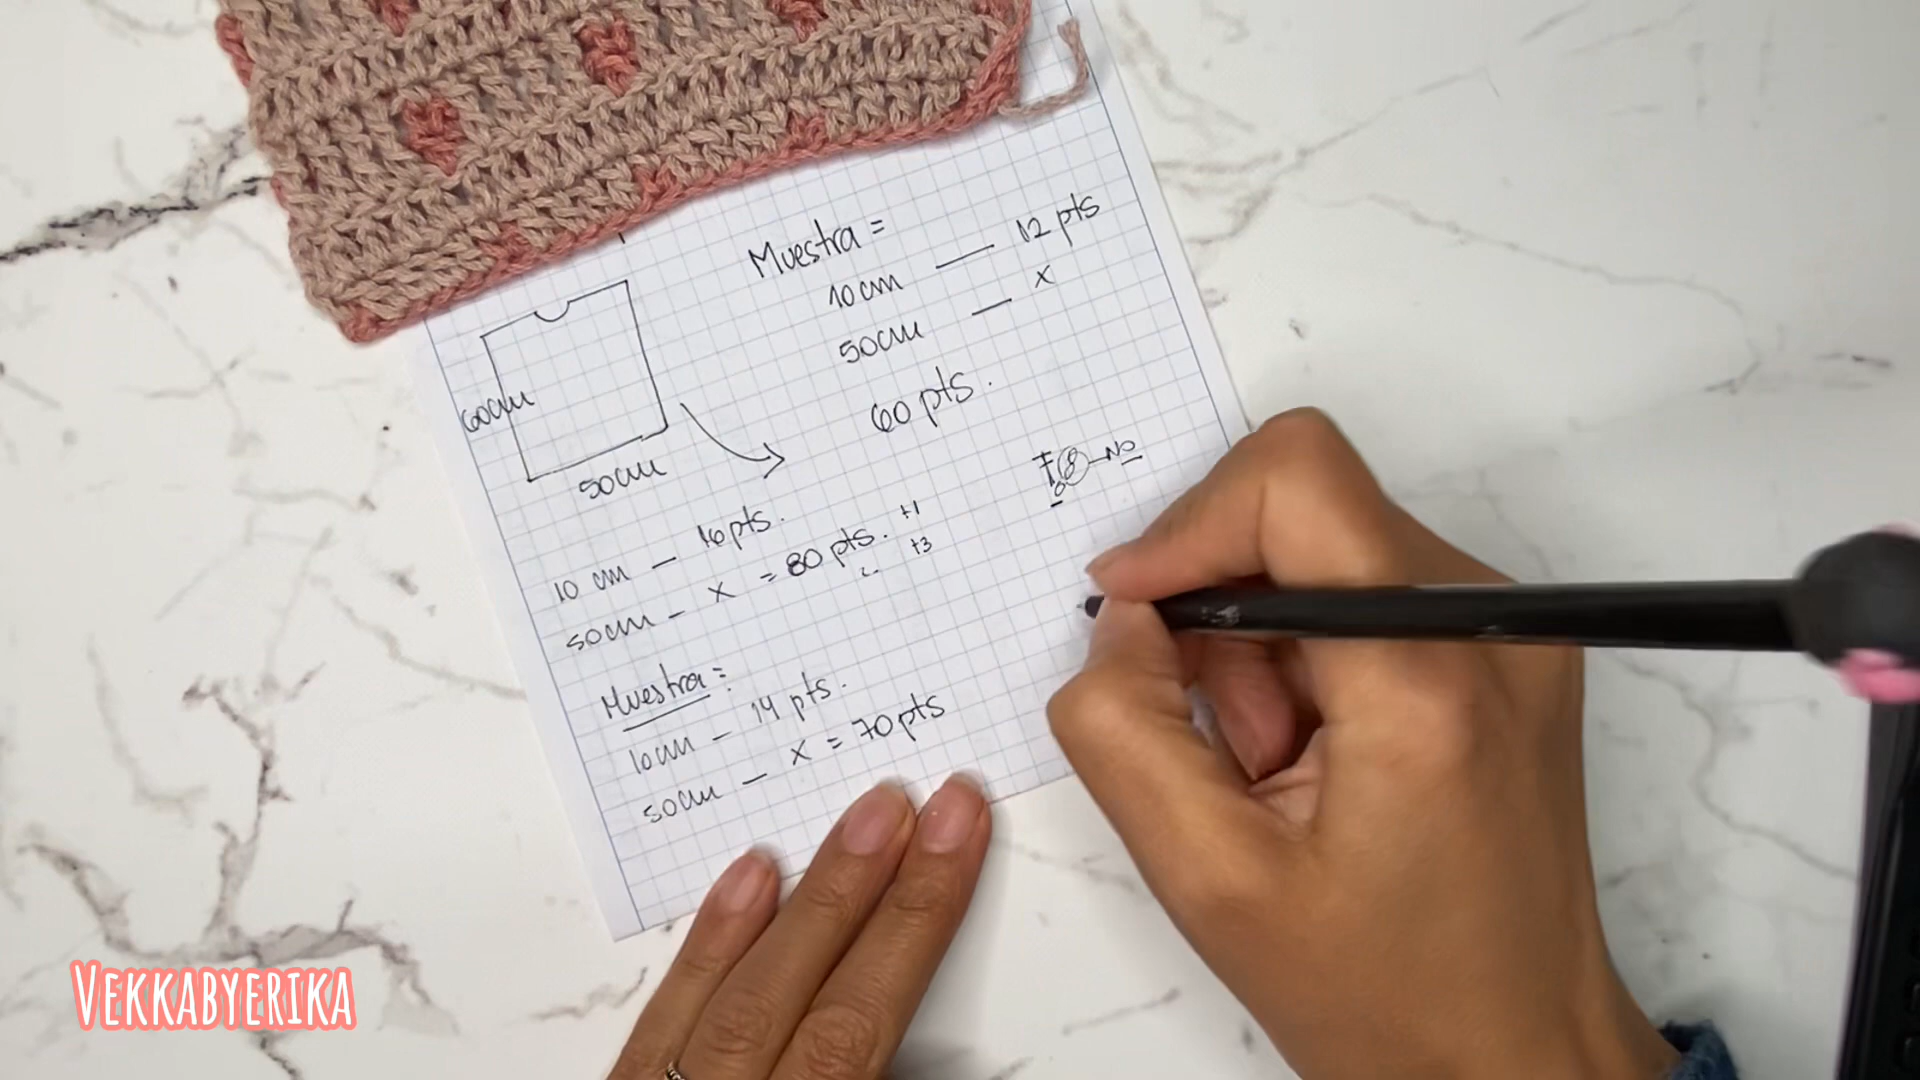 Muestra =
10 cm — 12 pts
50cm — x
60 pts.
60cm
50cm
No
10 cm — 16 pts.
50cm — x = 80 pts. +1
+3
Muestra:
10cm — 14 pts.
50cm — x = 70 pts
VEKKABYERIKA